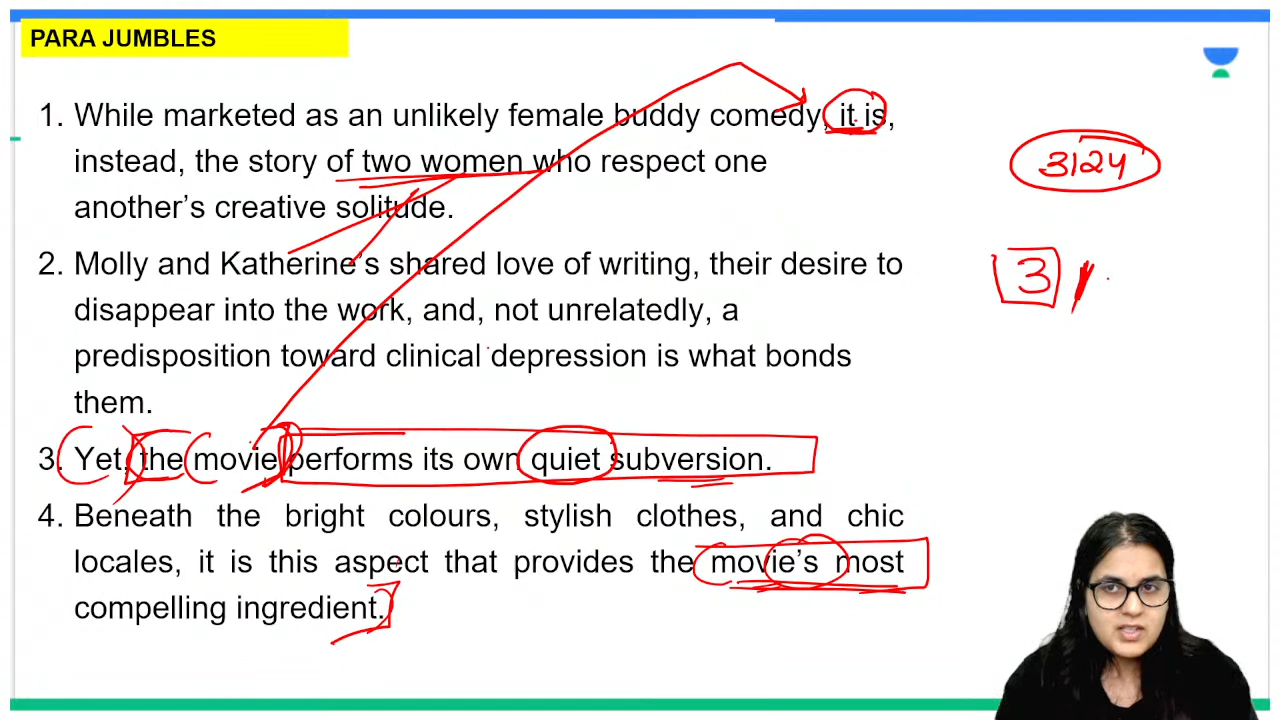 PARA JUMBLES
1. While marketed as an unlikely female buddy comedy, it is,
instead, the story of two women who respect one
another's creative solitude.
2. Molly and Katherine's shared love of writing, their desire to
disappear into the work, and, not unrelatedly, a
predisposition toward clinical depression is what bonds
them.
3. Yet, the movie performs its own quiet subversion.
4. Beneath the bright colours, stylish clothes, and chic
locales, it is this aspect that provides the movie's most
compelling ingredient.
3124
3 1